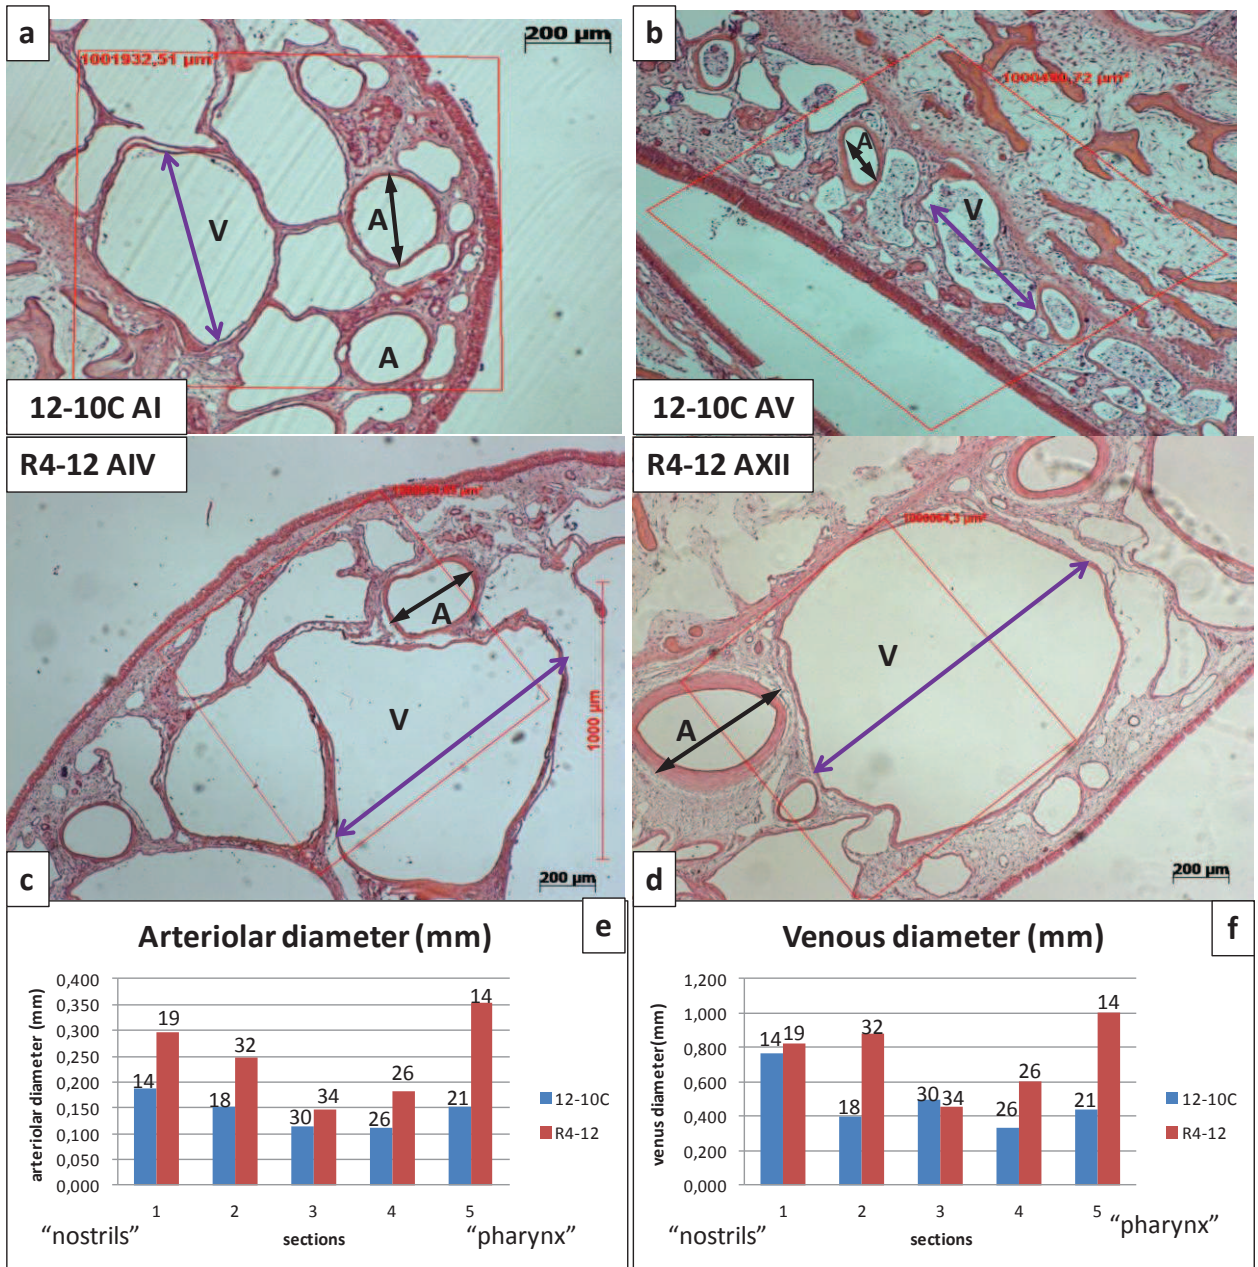 a
200 µm
1001932,51 µm²
V
A
A
12-10C AI
b
A
V
12-10C AV
R4-12 AIV
A
V
1000 µm
c
200 µm
R4-12 AXII
1000064,3 µm²
V
A
d
200 µm
Arteriolar diameter (mm)
e
arteriolar diameter (mm)
0,400
0,350
0,300
0,250
0,200
0,150
0,100
0,050
0,000
14
19
18
32
30
34
26
26
21
14
1
2
3
4
5
"nostrils"
sections
"pharynx"
12-10C
R4-12
Venous diameter (mm)
f
venus diameter(mm)
1,200
1,000
0,800
0,600
0,400
0,200
0,000
14
19
18
32
30
34
26
26
21
14
1
2
3
4
5
"nostrils"
sections
"pharynx"
12-10C
R4-12